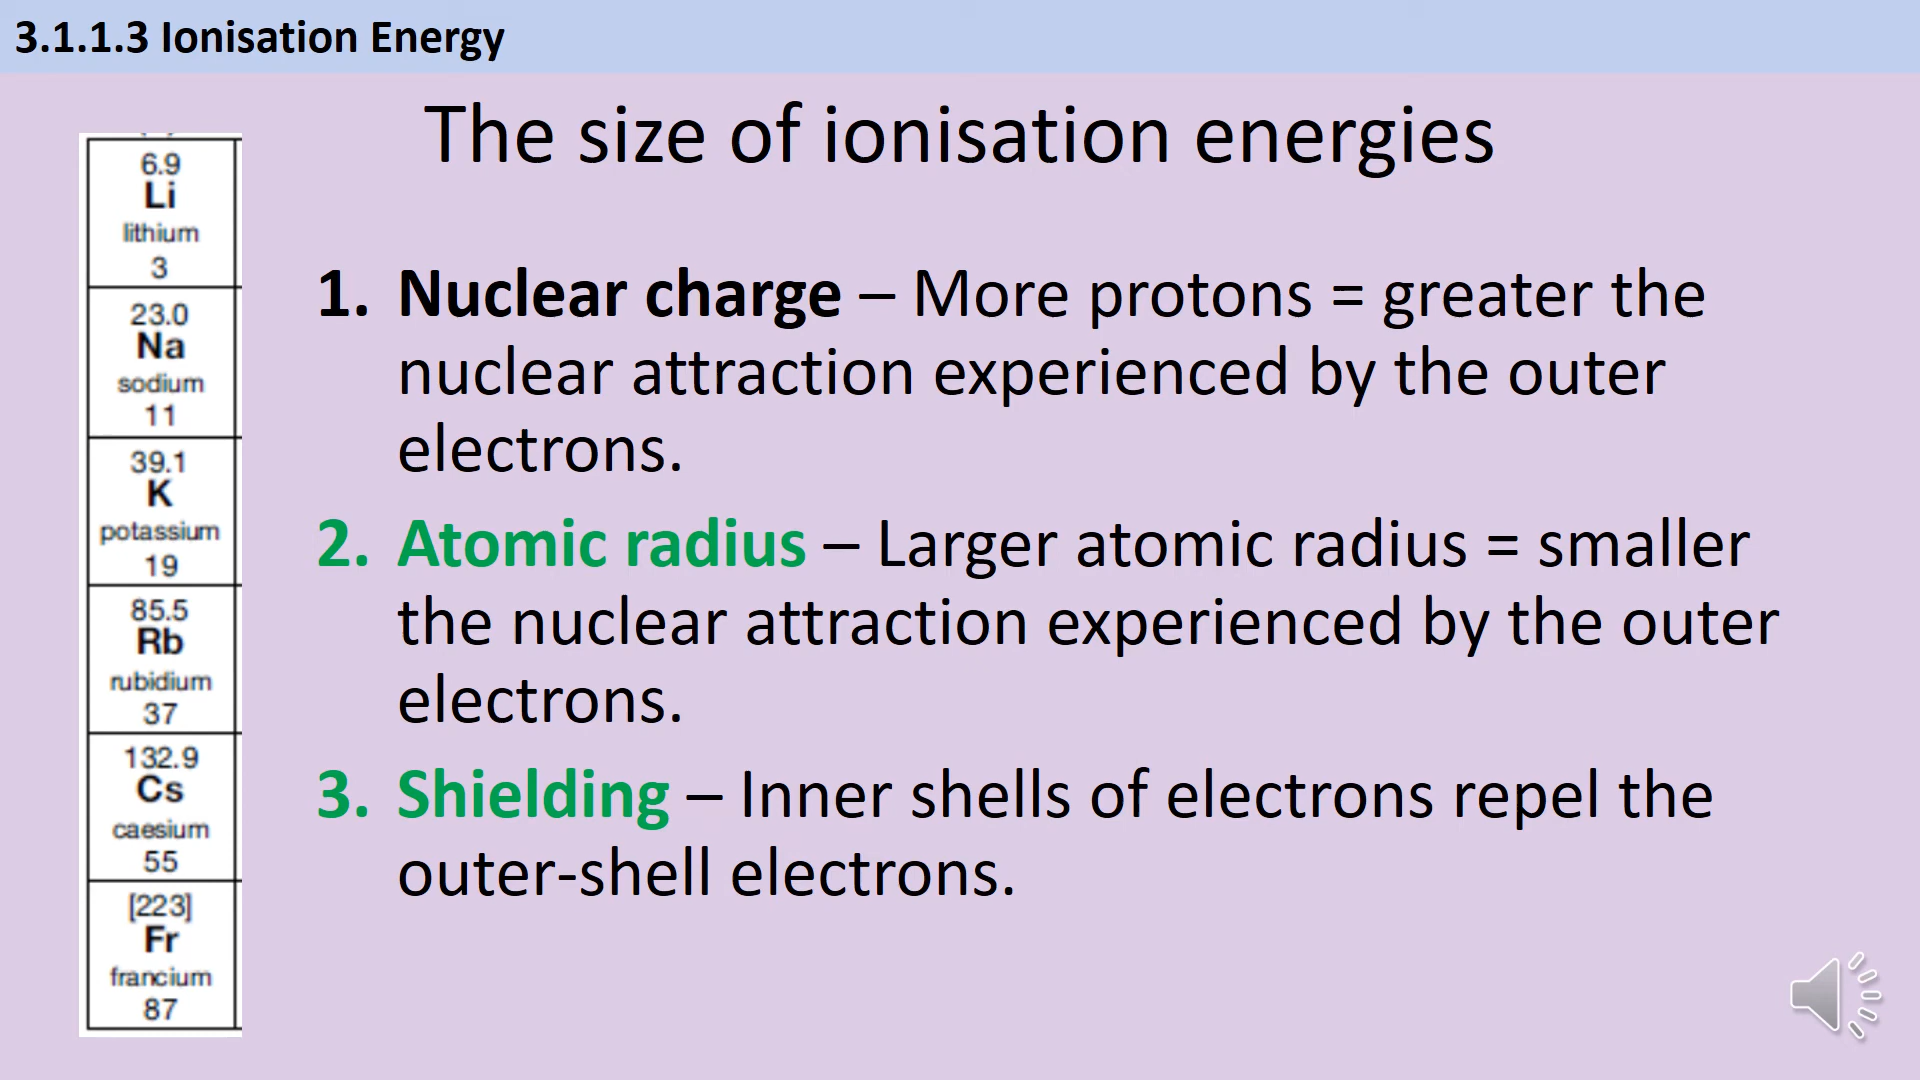 3.1.1.3 Ionisation Energy
The size of ionisation energies
6.9
Li
lithium
3
23.0
Na
sodium
11
39.1
K
potassium
19
85.5
Rb
rubidium
37
132.9
Cs
caesium
55
[223]
Fr
francium
87
1. Nuclear charge – More protons = greater the
nuclear attraction experienced by the outer
electrons.
2. Atomic radius – Larger atomic radius = smaller
the nuclear attraction experienced by the outer
electrons.
3. Shielding – Inner shells of electrons repel the
outer-shell electrons.